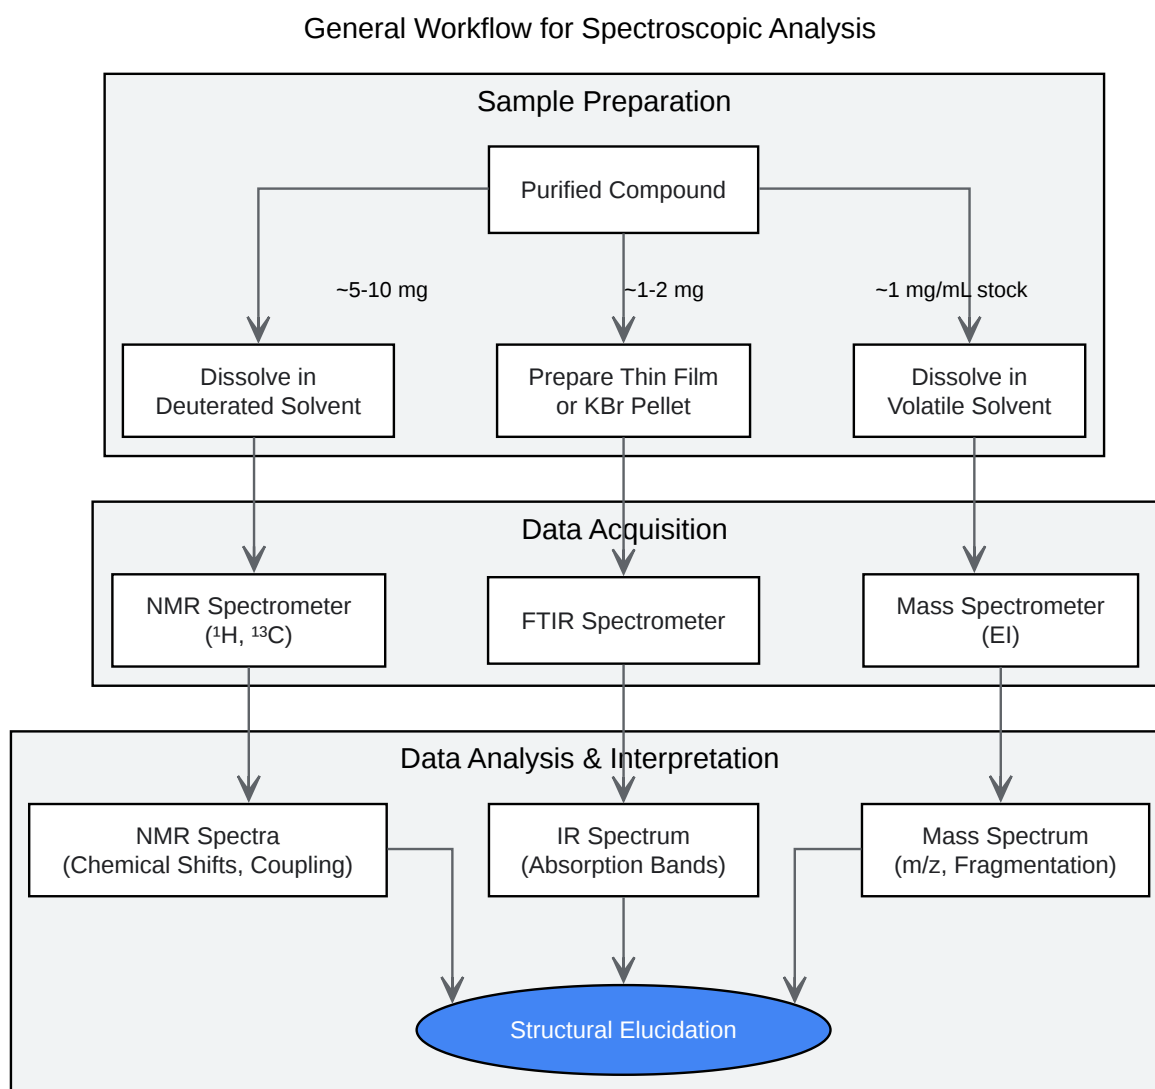 General Workflow for Spectroscopic Analysis
Sample Preparation
Purified Compound
~5-10 mg
~1-2 mg
~1 mg/mL stock
Dissolve in
Deuterated Solvent
Prepare Thin Film
or KBr Pellet
Dissolve in
Volatile Solvent
Data Acquisition
NMR Spectrometer
(¹H, ¹³C)
FTIR Spectrometer
Mass Spectrometer
(EI)
Data Analysis & Interpretation
NMR Spectra
(Chemical Shifts, Coupling)
IR Spectrum
(Absorption Bands)
Mass Spectrum
(m/z, Fragmentation)
Structural Elucidation